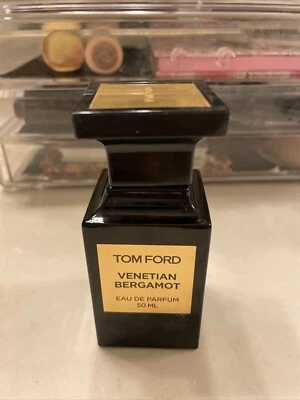 TOM FORD
VENETIAN
BERGAMOT
EAU DE PARFUM
50 ML